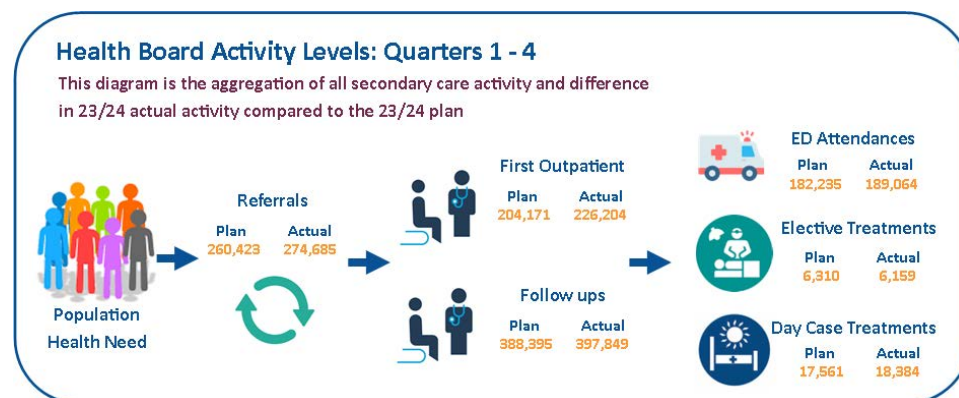 Health Board Activity Levels: Quarters 1 - 4
This diagram is the aggregation of all secondary care activity and difference
in 23/24 actual activity compared to the 23/24 plan
Population
Health Need
Referrals
Plan Actual
260,423 274,685
First Outpatient
Plan Actual
204,171 226,204
Follow ups
Plan Actual
388,395 397,849
ED Attendances
Plan Actual
182,235 189,064
Elective Treatments
Plan Actual
6,310 6,159
Day Case Treatments
Plan Actual
17,561 18,384